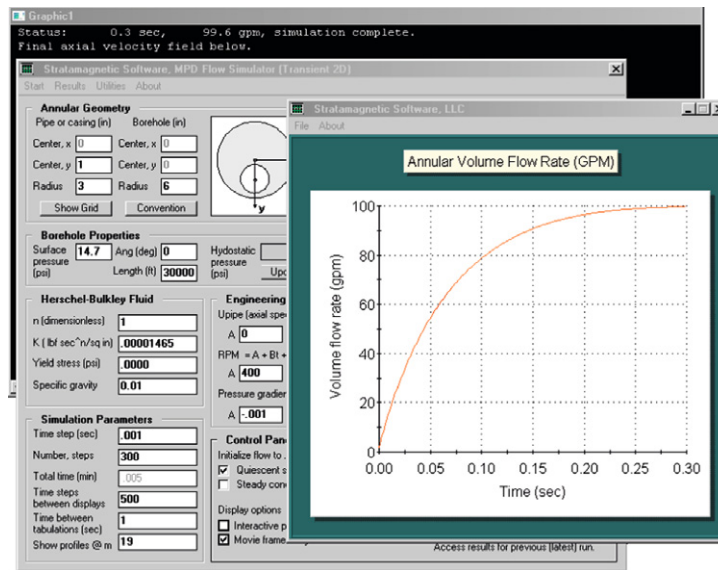 Graphic1
Status: 0.3 sec, 99.6 gpm, simulation complete.
Final axial velocity field below.
Stratamagnetic Software, MPD Flow Simulator (Transient 2D)
Start Results Utilities About
Annular Geometry
Pipe or casing (in) Borehole (in)
Center, x 0 Center, x 0
Center, y 1 Center, y 0
Radius 3 Radius 6
Show Grid Convention
y
Borehole Properties
Surface pressure (psi) 14.7 Ang (deg) 0
Length (ft) 30000
Hydostatic pressure (psi)
Herschel-Bulkley Fluid
n (dimensionless) 1
K ( lbf sec^n/sq in) .00001465
Yield stress (psi) .0000
Specific gravity 0.01
Engineering
Upipe (axial spe
A 0
RPM = A + Bt +
A 400
Pressure gradie
A -.001
Simulation Parameters
Time step (sec) .001
Number, steps 300
Total time (min) .005
Time steps between displays 500
Time between tabulations (sec) 1
Show profiles @ m 19
Control Pan
Initialize flow to .
Quiescent s
Steady con
Display options
Interactive p
Movie frame
Access results for previous (latest) run.
Stratamagnetic Software, LLC
File About
Annular Volume Flow Rate (GPM)
Volume flow rate (gpm)
100
80
60
40
20
0
0.00 0.05 0.10 0.15 0.20 0.25 0.30
Time (sec)